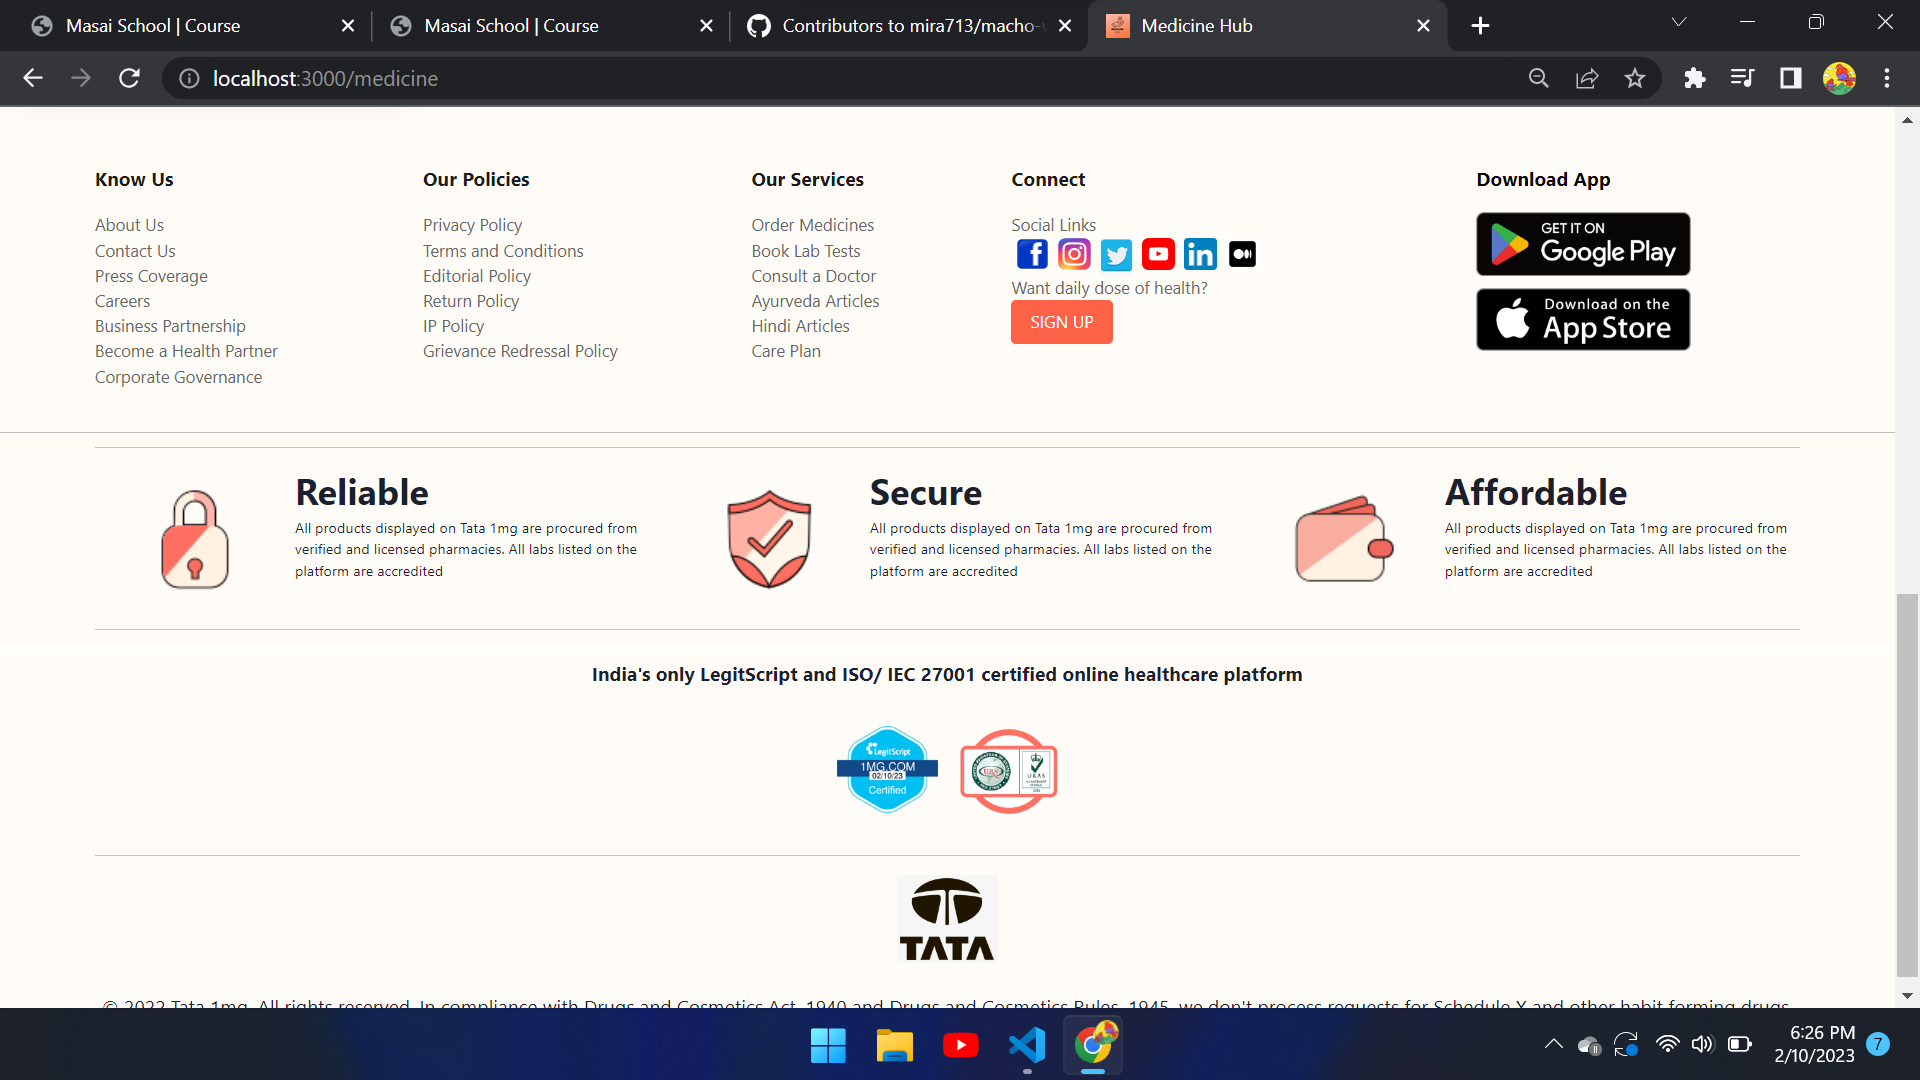 Masai School | Course
Masai School | Course
Contributors to mira713/macho-
Medicine Hub
localhost:3000/medicine
Know Us
About Us
Contact Us
Press Coverage
Careers
Business Partnership
Become a Health Partner
Corporate Governance
Our Policies
Privacy Policy
Terms and Conditions
Editorial Policy
Return Policy
IP Policy
Grievance Redressal Policy
Our Services
Order Medicines
Book Lab Tests
Consult a Doctor
Ayurveda Articles
Hindi Articles
Care Plan
Connect
Social Links
Want daily dose of health?
SIGN UP
Download App
GET IT ON
Google Play
Download on the
App Store
Reliable
All products displayed on Tata 1mg are procured from
verified and licensed pharmacies. All labs listed on the
platform are accredited
Secure
All products displayed on Tata 1mg are procured from
verified and licensed pharmacies. All labs listed on the
platform are accredited
Affordable
All products displayed on Tata 1mg are procured from
verified and licensed pharmacies. All labs listed on the
platform are accredited
India's only LegitScript and ISO/ IEC 27001 certified online healthcare platform
LegitScript
1MG.COM
02/10/23
Certified
URS
UKAS
TATA
© 2022 Tata 1mg. All rights reserved. In compliance with Drugs and Cosmetics Act, 1940 and Drugs and Cosmetics Rules, 1945, we don't process requests for Schedule X and other habit forming drugs
6:26 PM
2/10/2023
7